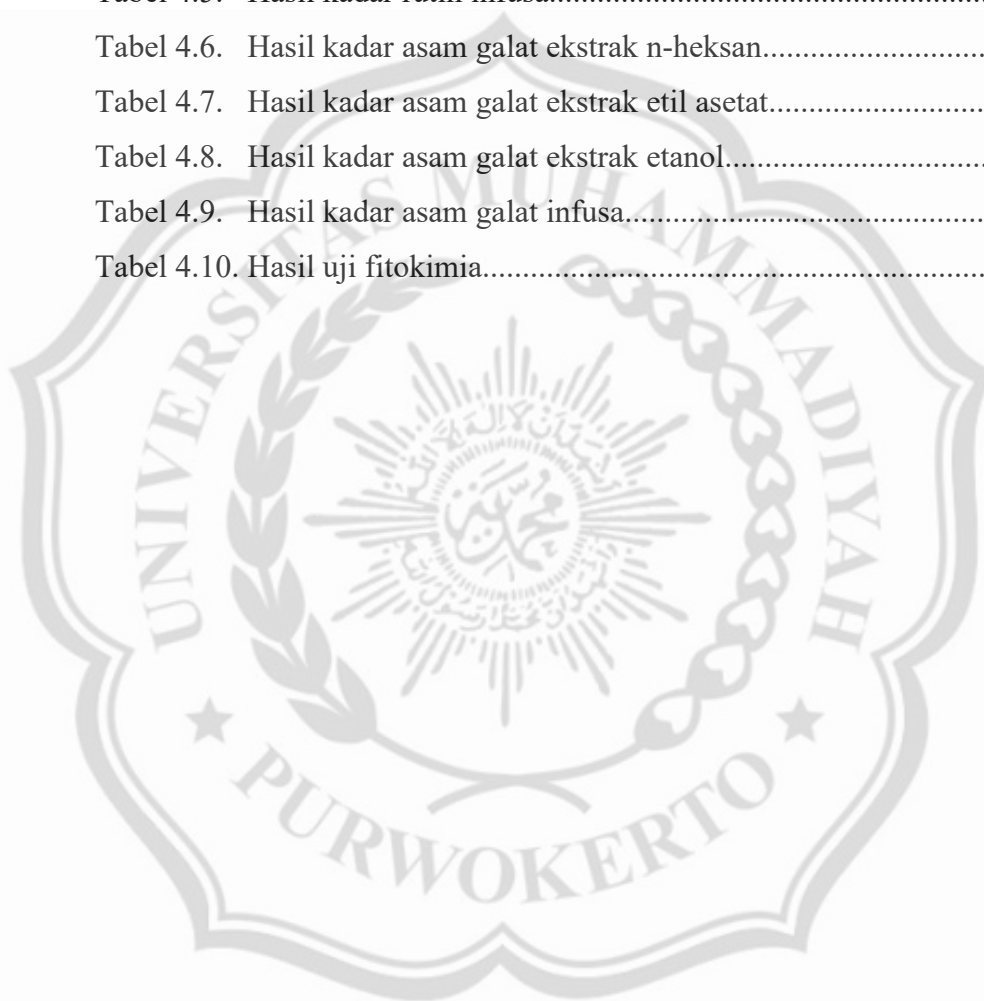 Tabel 4.6. Hasil kadar asam galat ekstrak n-heksan........................................
Tabel 4.7. Hasil kadar asam galat ekstrak etil asetat...........................
Tabel 4.8. Hasil kadar asam galat ekstrak etanol.................................
Tabel 4.9. Hasil kadar asam galat infusa.............................................
Tabel 4.10. Hasil uji fitokimia...............................................................
UNIVERSITAS MUHAMMADIYAH
PURWOKERTO